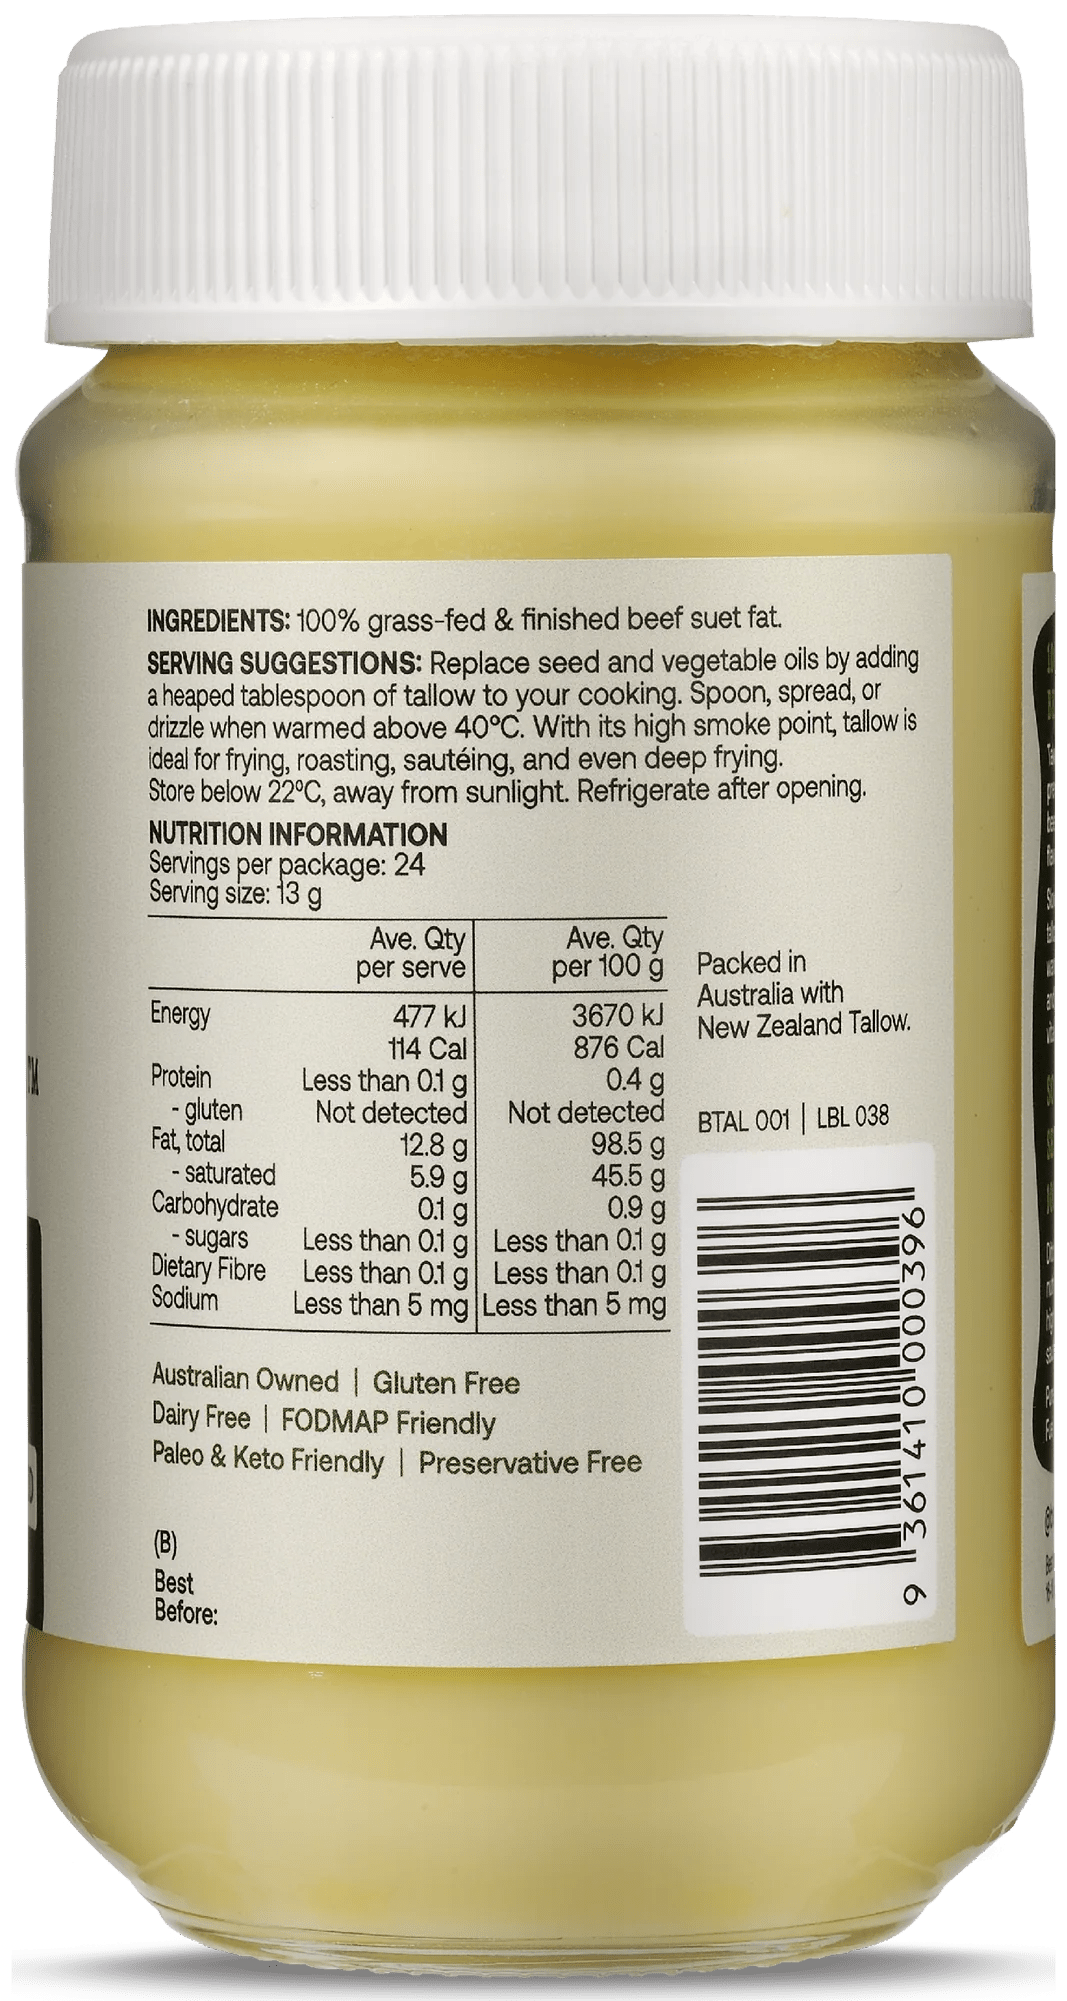 INGREDIENTS: 100% grass-fed & finished beef suet fat.
SERVING SUGGESTIONS: Replace seed and vegetable oils by adding
a heaped tablespoon of tallow to your cooking. Spoon, spread, or
drizzle when warmed above 40°C. With its high smoke point, tallow is
ideal for frying, roasting, sautéing, and even deep frying.
Store below 22°C, away from sunlight. Refrigerate after opening.
NUTRITION INFORMATION
Servings per package: 24
Serving size: 13 g
Ave. Qty Ave. Qty
per serve per 100 g
Energy 477 kJ 3670 kJ
114 Cal 876 Cal
Protein Less than 0.1 g 0.4 g
- gluten Not detected Not detected
Fat, total 12.8 g 98.5 g
- saturated 5.9 g 45.5 g
Carbohydrate 0.1 g 0.9 g
- sugars Less than 0.1 g Less than 0.1 g
Dietary Fibre Less than 0.1 g Less than 0.1 g
Sodium Less than 5 mg Less than 5 mg
Packed in
Australia with
New Zealand Tallow.
BTAL 001 | LBL 038
9 361410 000396
Australian Owned | Gluten Free
Dairy Free | FODMAP Friendly
Paleo & Keto Friendly | Preservative Free
(B)
Best
Before:
TM